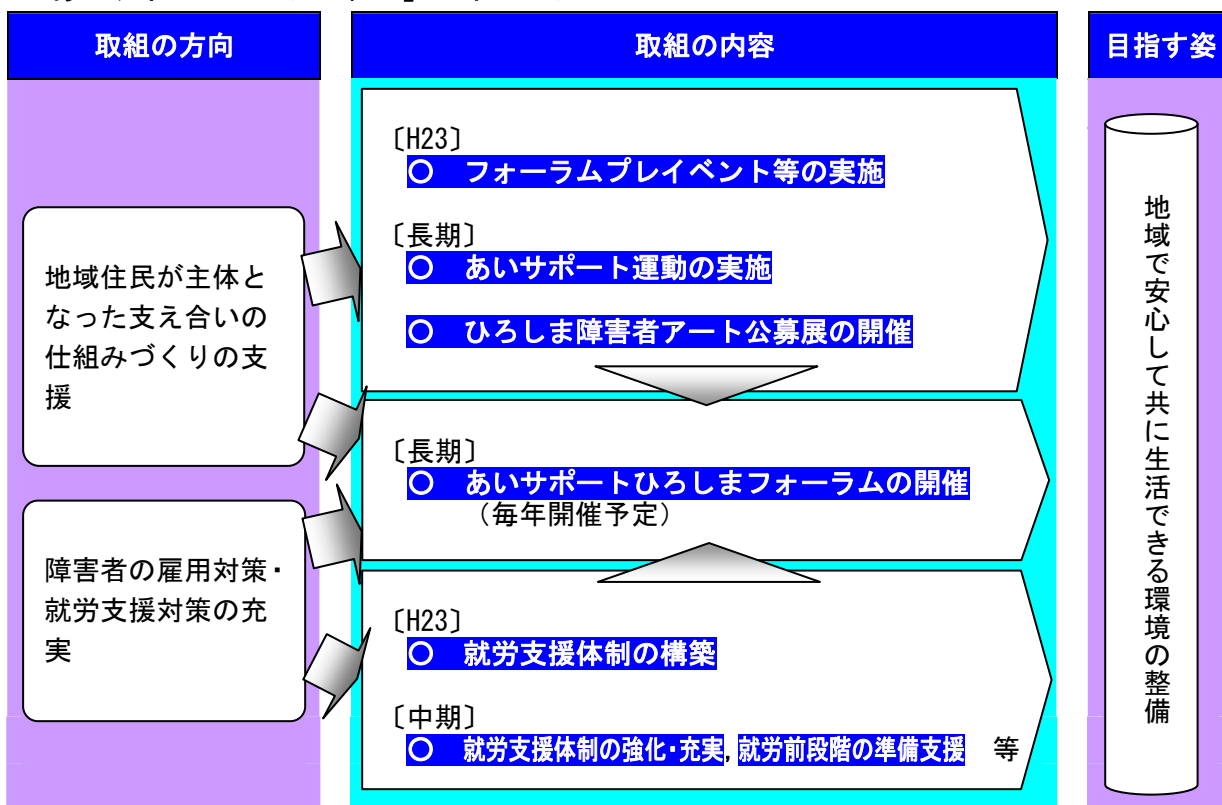 取組の方向
取組の内容
目指す姿
地域住民が主体と
なった支え合いの
仕組みづくりの支
援
障害者の雇用対策・
就労支援対策の充
実
〔H23〕
○ フォーラムプレイベント等の実施
〔長期〕
○ あいサポート運動の実施
○ ひろしま障害者アート公募展の開催
〔長期〕
○ あいサポートひろしまフォーラムの開催
（毎年開催予定）
〔H23〕
○ 就労支援体制の構築
〔中期〕
○ 就労支援体制の強化・充実，就労前段階の準備支援 等
地域で安心して共に生活できる環境の整備